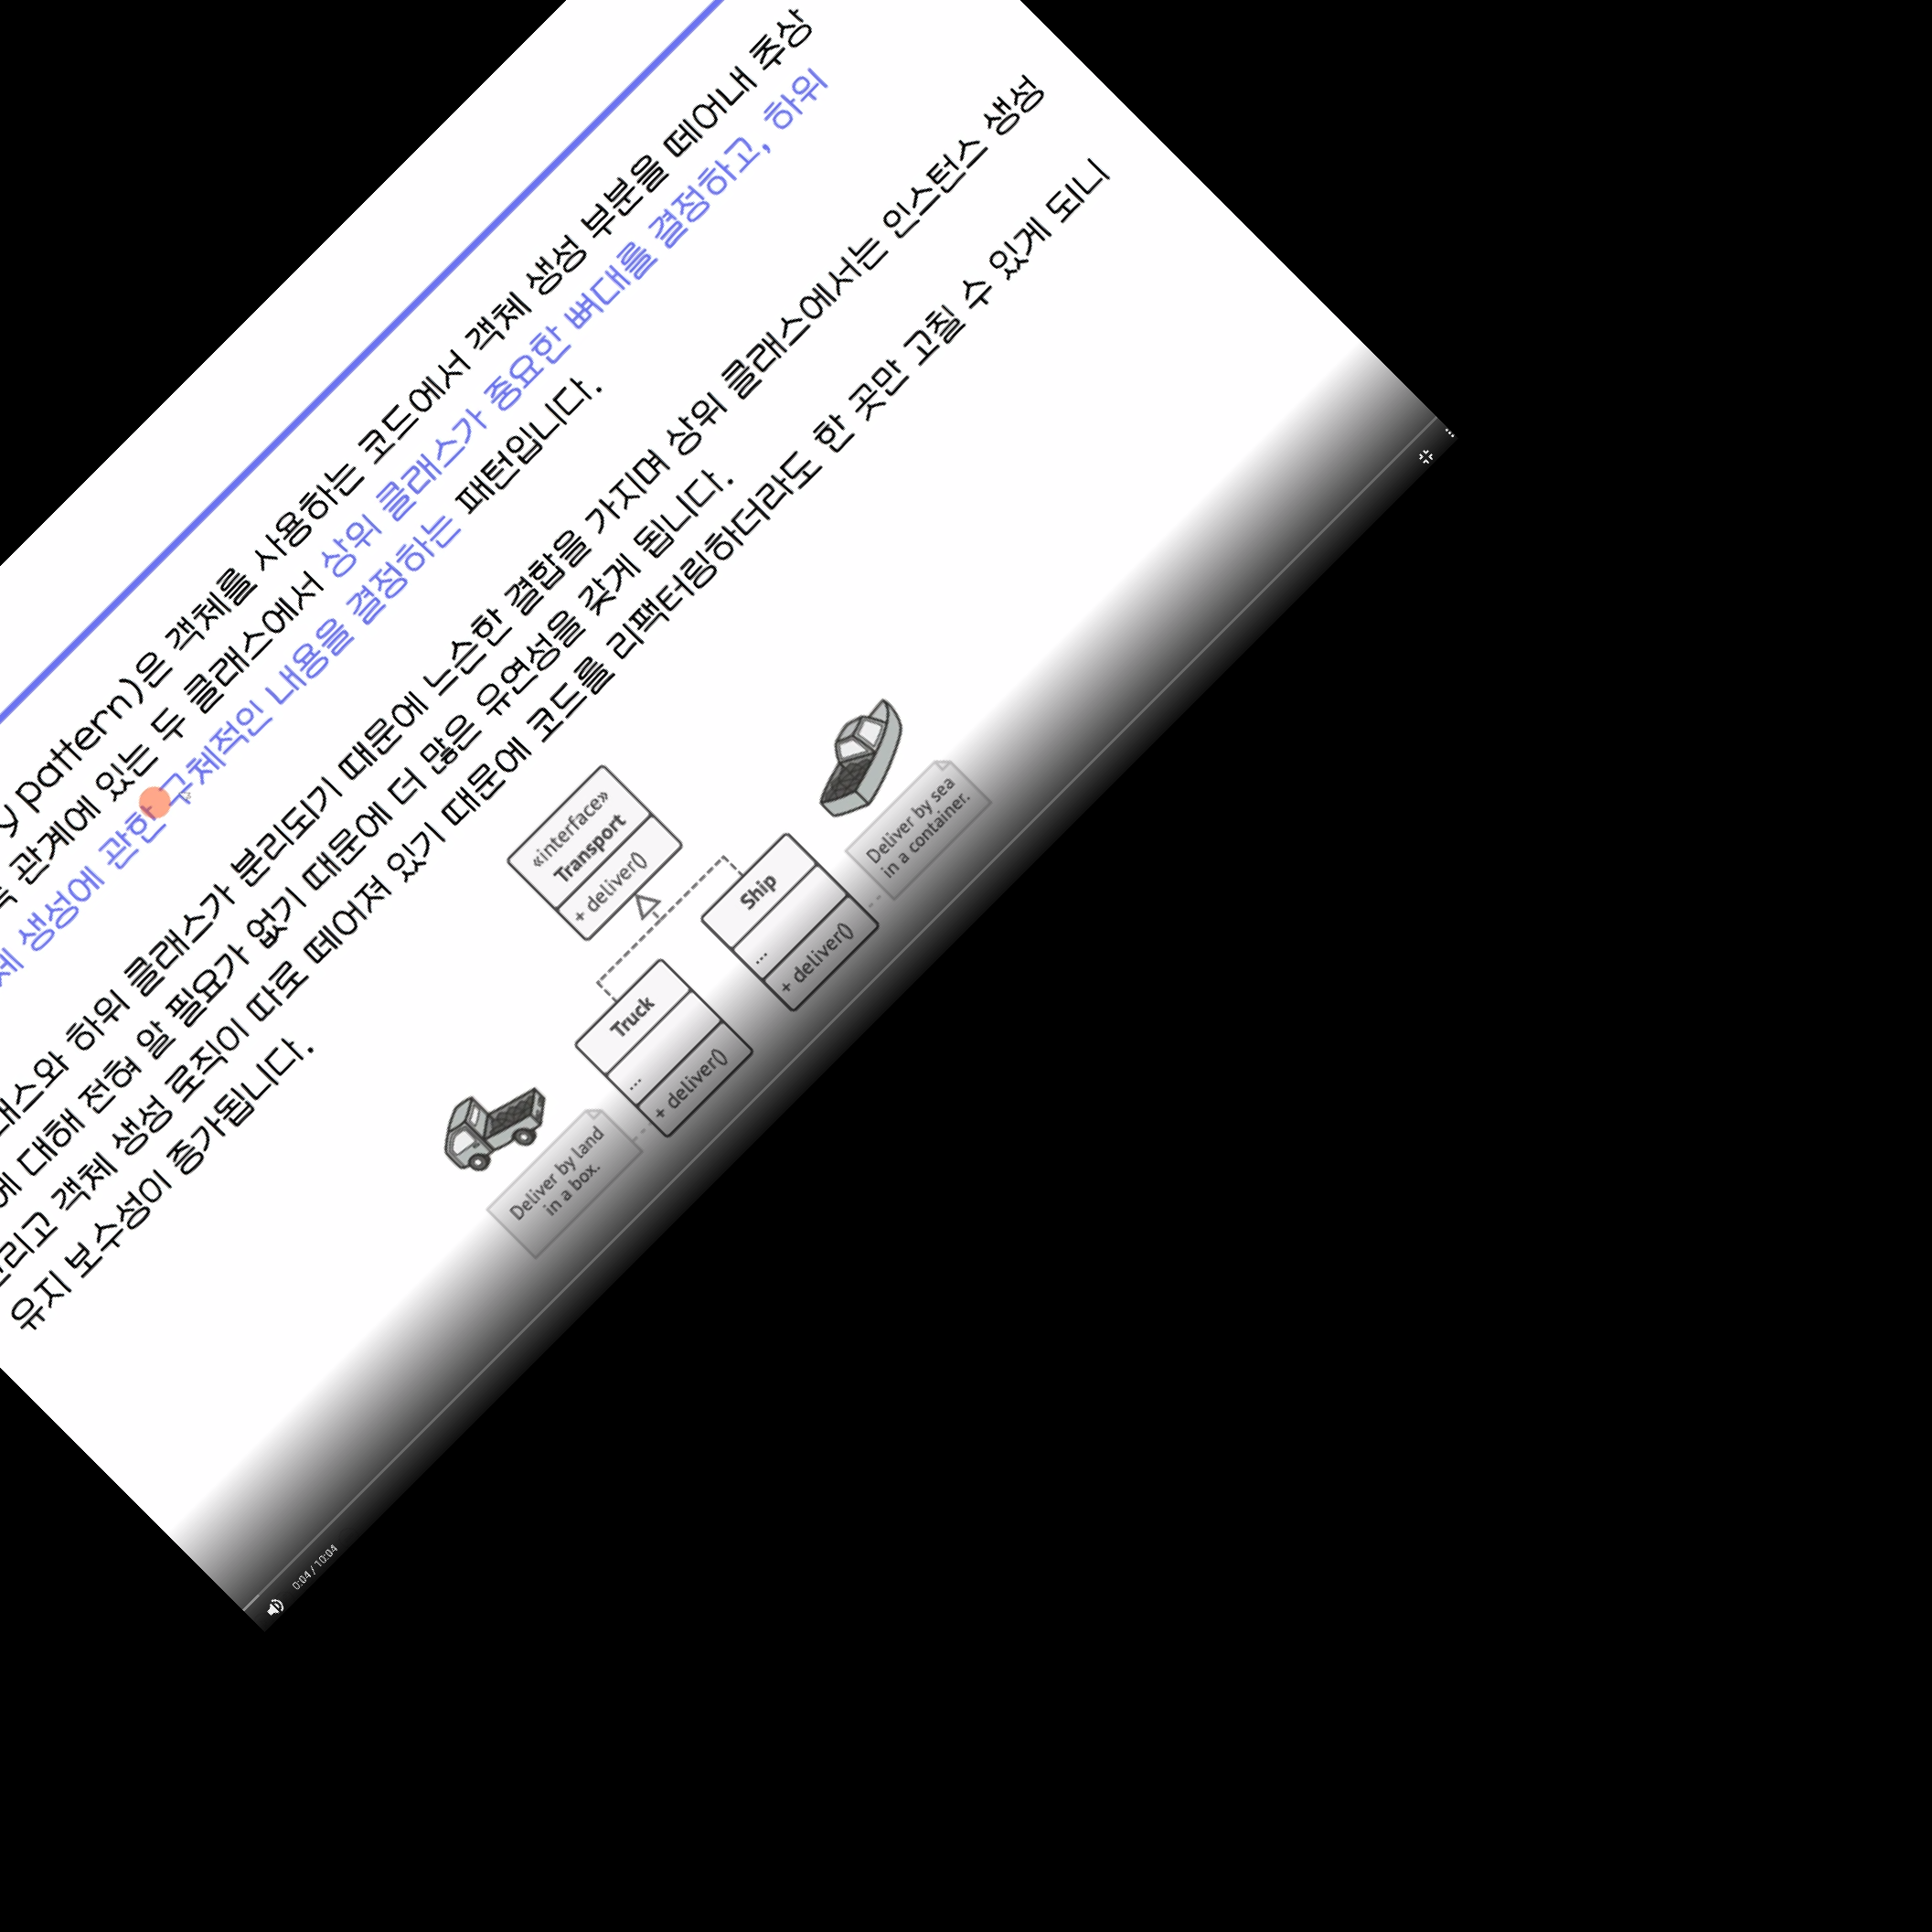 y pattern)은 객체를 사용하는 코드에서 객체 생성 부분을 떼어내 추상
관계에 있는 두 클래스에서 상위 클래스가 중요한 뼈대를 결정하고, 하위
생성에 관한 구체적인 내용을 결정하는 패턴입니다.
하위 클래스가 분리되기 때문에 느슨한 결합을 가지며 상위 클래스에서는 인스턴스 생성
에 대해 전혀 알 필요가 없기 때문에 더 많은 유연성을 갖게 됩니다.
객체 생성 로직이 따로 떼어져 있기 때문에 코드를 리팩터링하더라도 한 곳만 고칠 수 있게 되니
유지 보수성이 증가됩니다.
«interface»
Transport
+ deliver()
Truck
...
+ deliver()
Ship
...
+ deliver()
Deliver by land
in a box.
Deliver by sea
in a container.
0:04 / 10:04